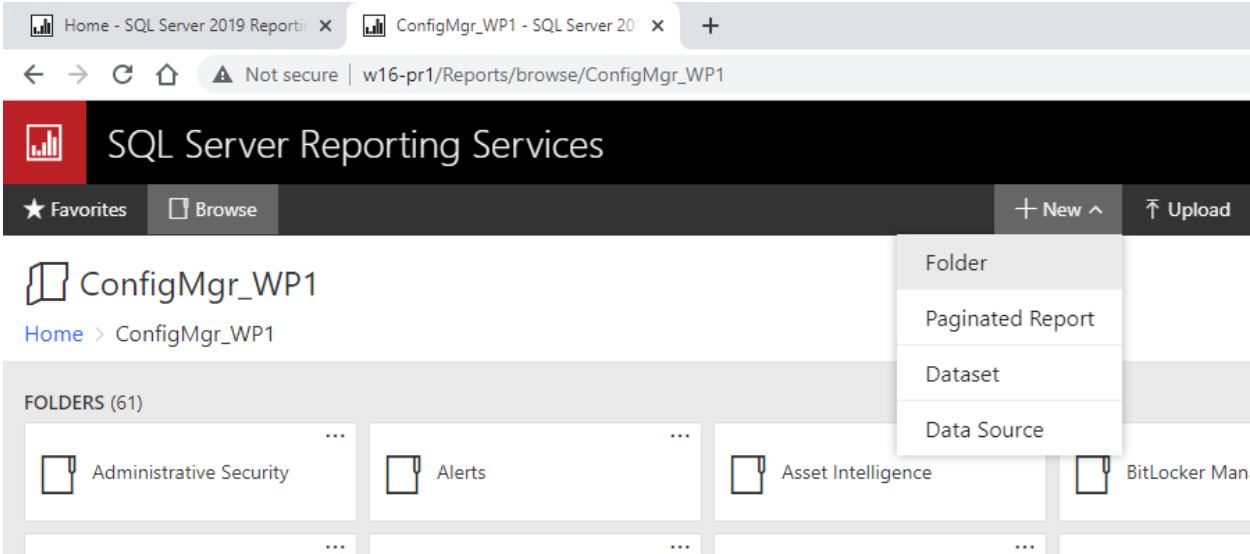 Home - SQL Server 2019 Reporti
ConfigMgr_WP1 - SQL Server 20
Not secure | w16-pr1/Reports/browse/ConfigMgr_WP1
SQL Server Reporting Services
Favorites Browse New Upload
ConfigMgr_WP1
Home > ConfigMgr_WP1
Folder
Paginated Report
Dataset
Data Source
FOLDERS (61)
Administrative Security
Alerts
Asset Intelligence
BitLocker Man